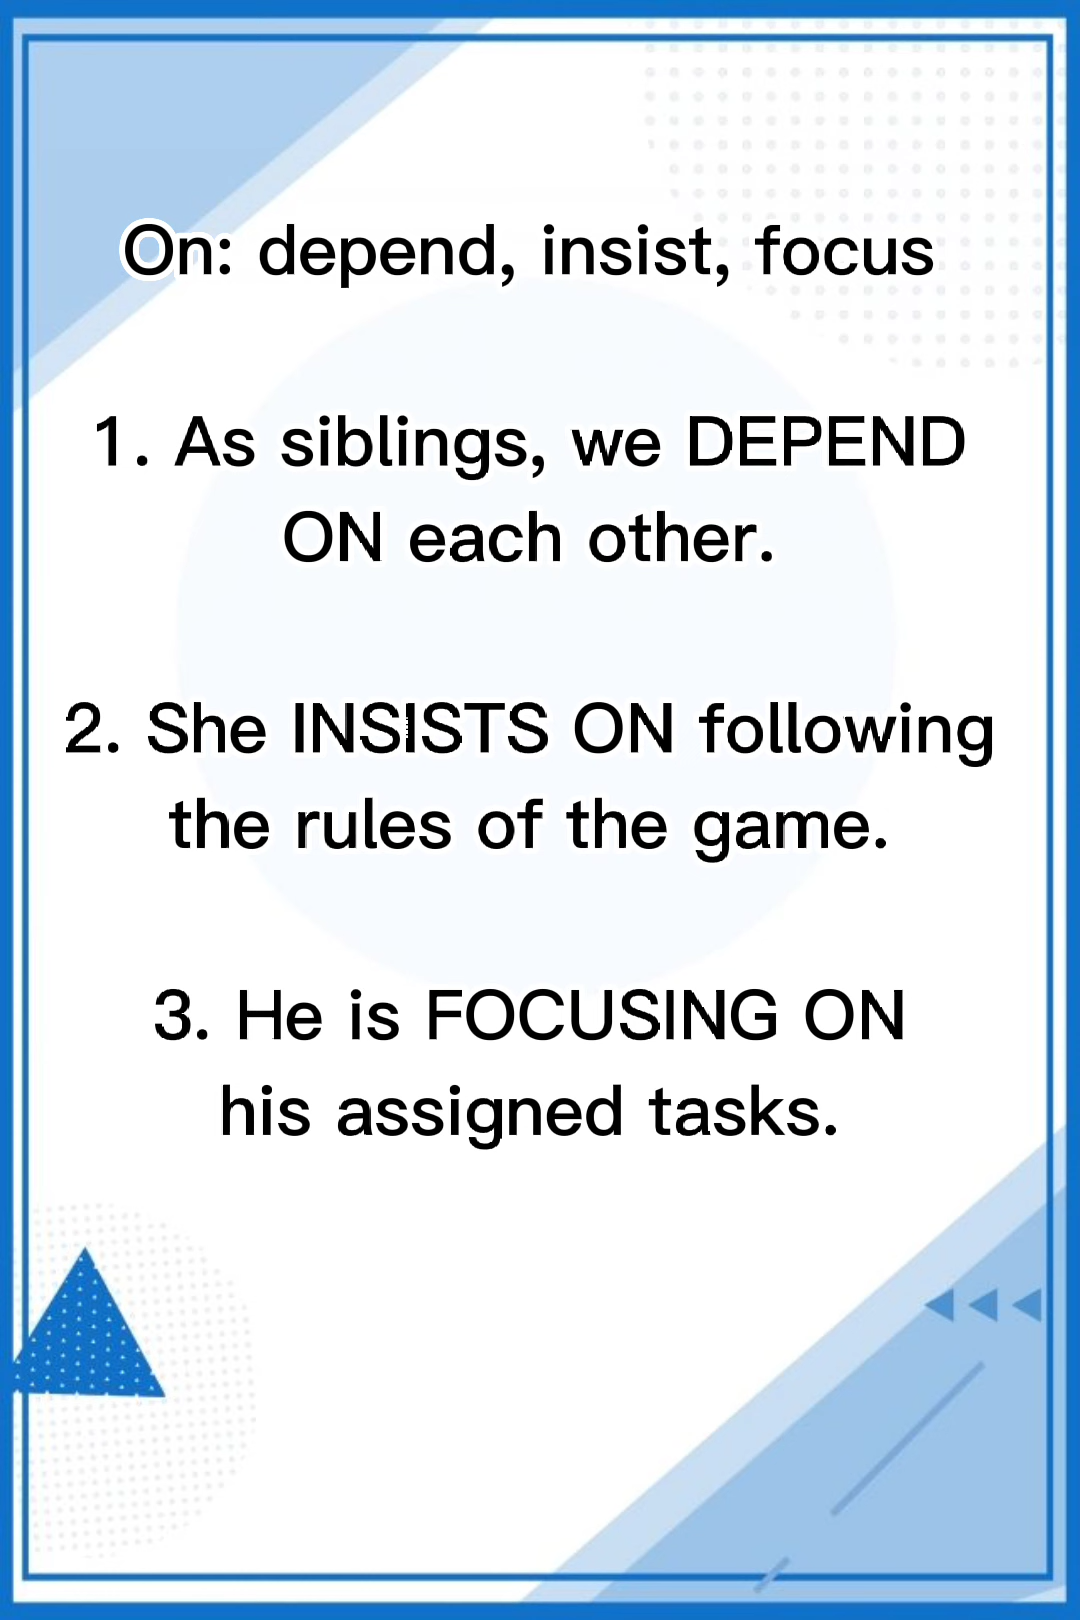 On: depend, insist, focus
1. As siblings, we DEPEND
ON each other.
2. She INSISTS ON following
the rules of the game.
3. He is FOCUSING ON
his assigned tasks.